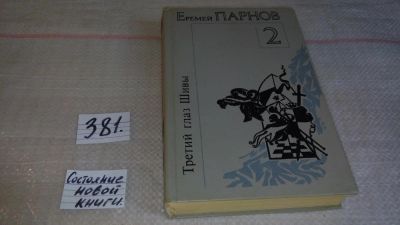 Еремей ПАРНОВ
2
Третий глаз Шивы
381.
Состояние
новой
книги.